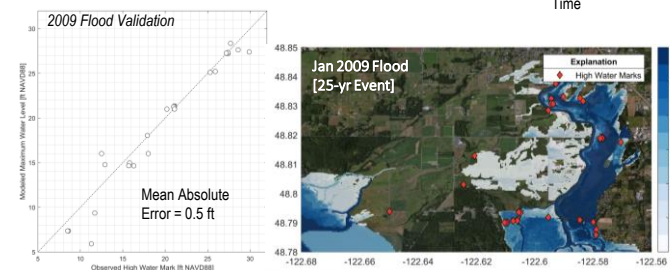 Time
2009 Flood Validation
Modeled Maximum Water Level [ft NAVD88]
30
25
20
15
10
5
Mean Absolute
Error = 0.5 ft
5
10
15
20
25
30
Observed High Water Mark [ft NAVD88]
Jan 2009 Flood
[25-yr Event]
Explanation
High Water Marks
48.85
48.84
48.83
48.82
48.81
48.8
48.79
48.78
-122.68
-122.66
-122.64
-122.62
-122.6
-122.58
-122.56